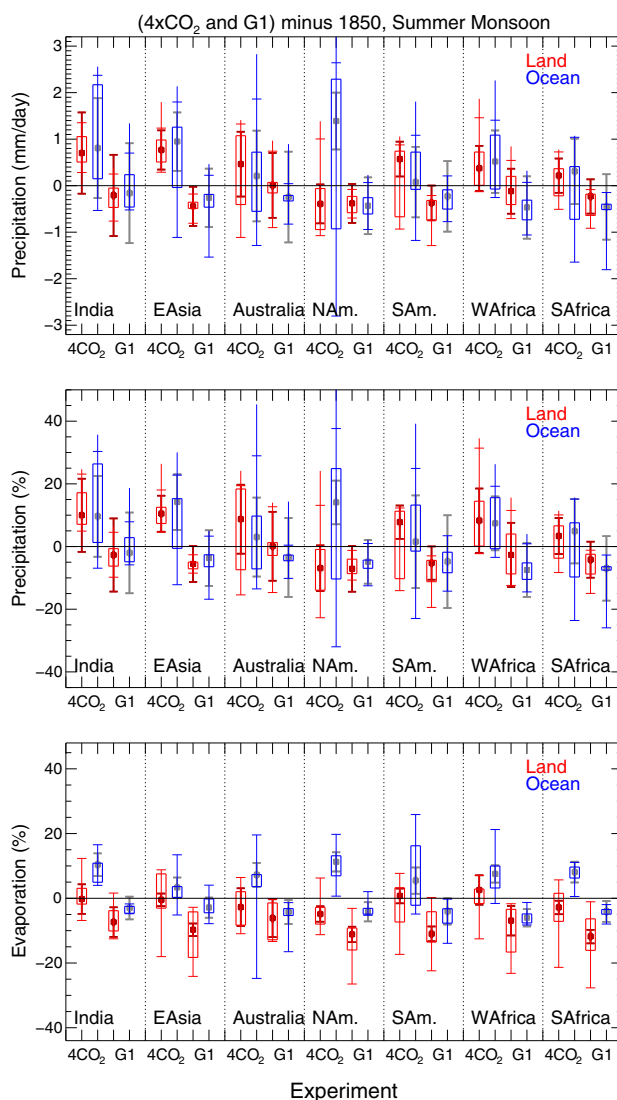 (4xCO₂ and G1) minus 1850, Summer Monsoon
Precipitation (mm/day)
3
2
1
0
−1
−2
−3
Land
Ocean
India EAsia Australia NAm. SAm. WAfrica SAfrica
4CO₂ G1 4CO₂ G1 4CO₂ G1 4CO₂ G1 4CO₂ G1 4CO₂ G1 4CO₂ G1
Precipitation (%)
40
20
0
−20
−40
Land
Ocean
India EAsia Australia NAm. SAm. WAfrica SAfrica
4CO₂ G1 4CO₂ G1 4CO₂ G1 4CO₂ G1 4CO₂ G1 4CO₂ G1 4CO₂ G1
Evaporation (%)
40
20
0
−20
−40
Land
Ocean
India EAsia Australia NAm. SAm. WAfrica SAfrica
4CO₂ G1 4CO₂ G1 4CO₂ G1 4CO₂ G1 4CO₂ G1 4CO₂ G1 4CO₂ G1
Experiment